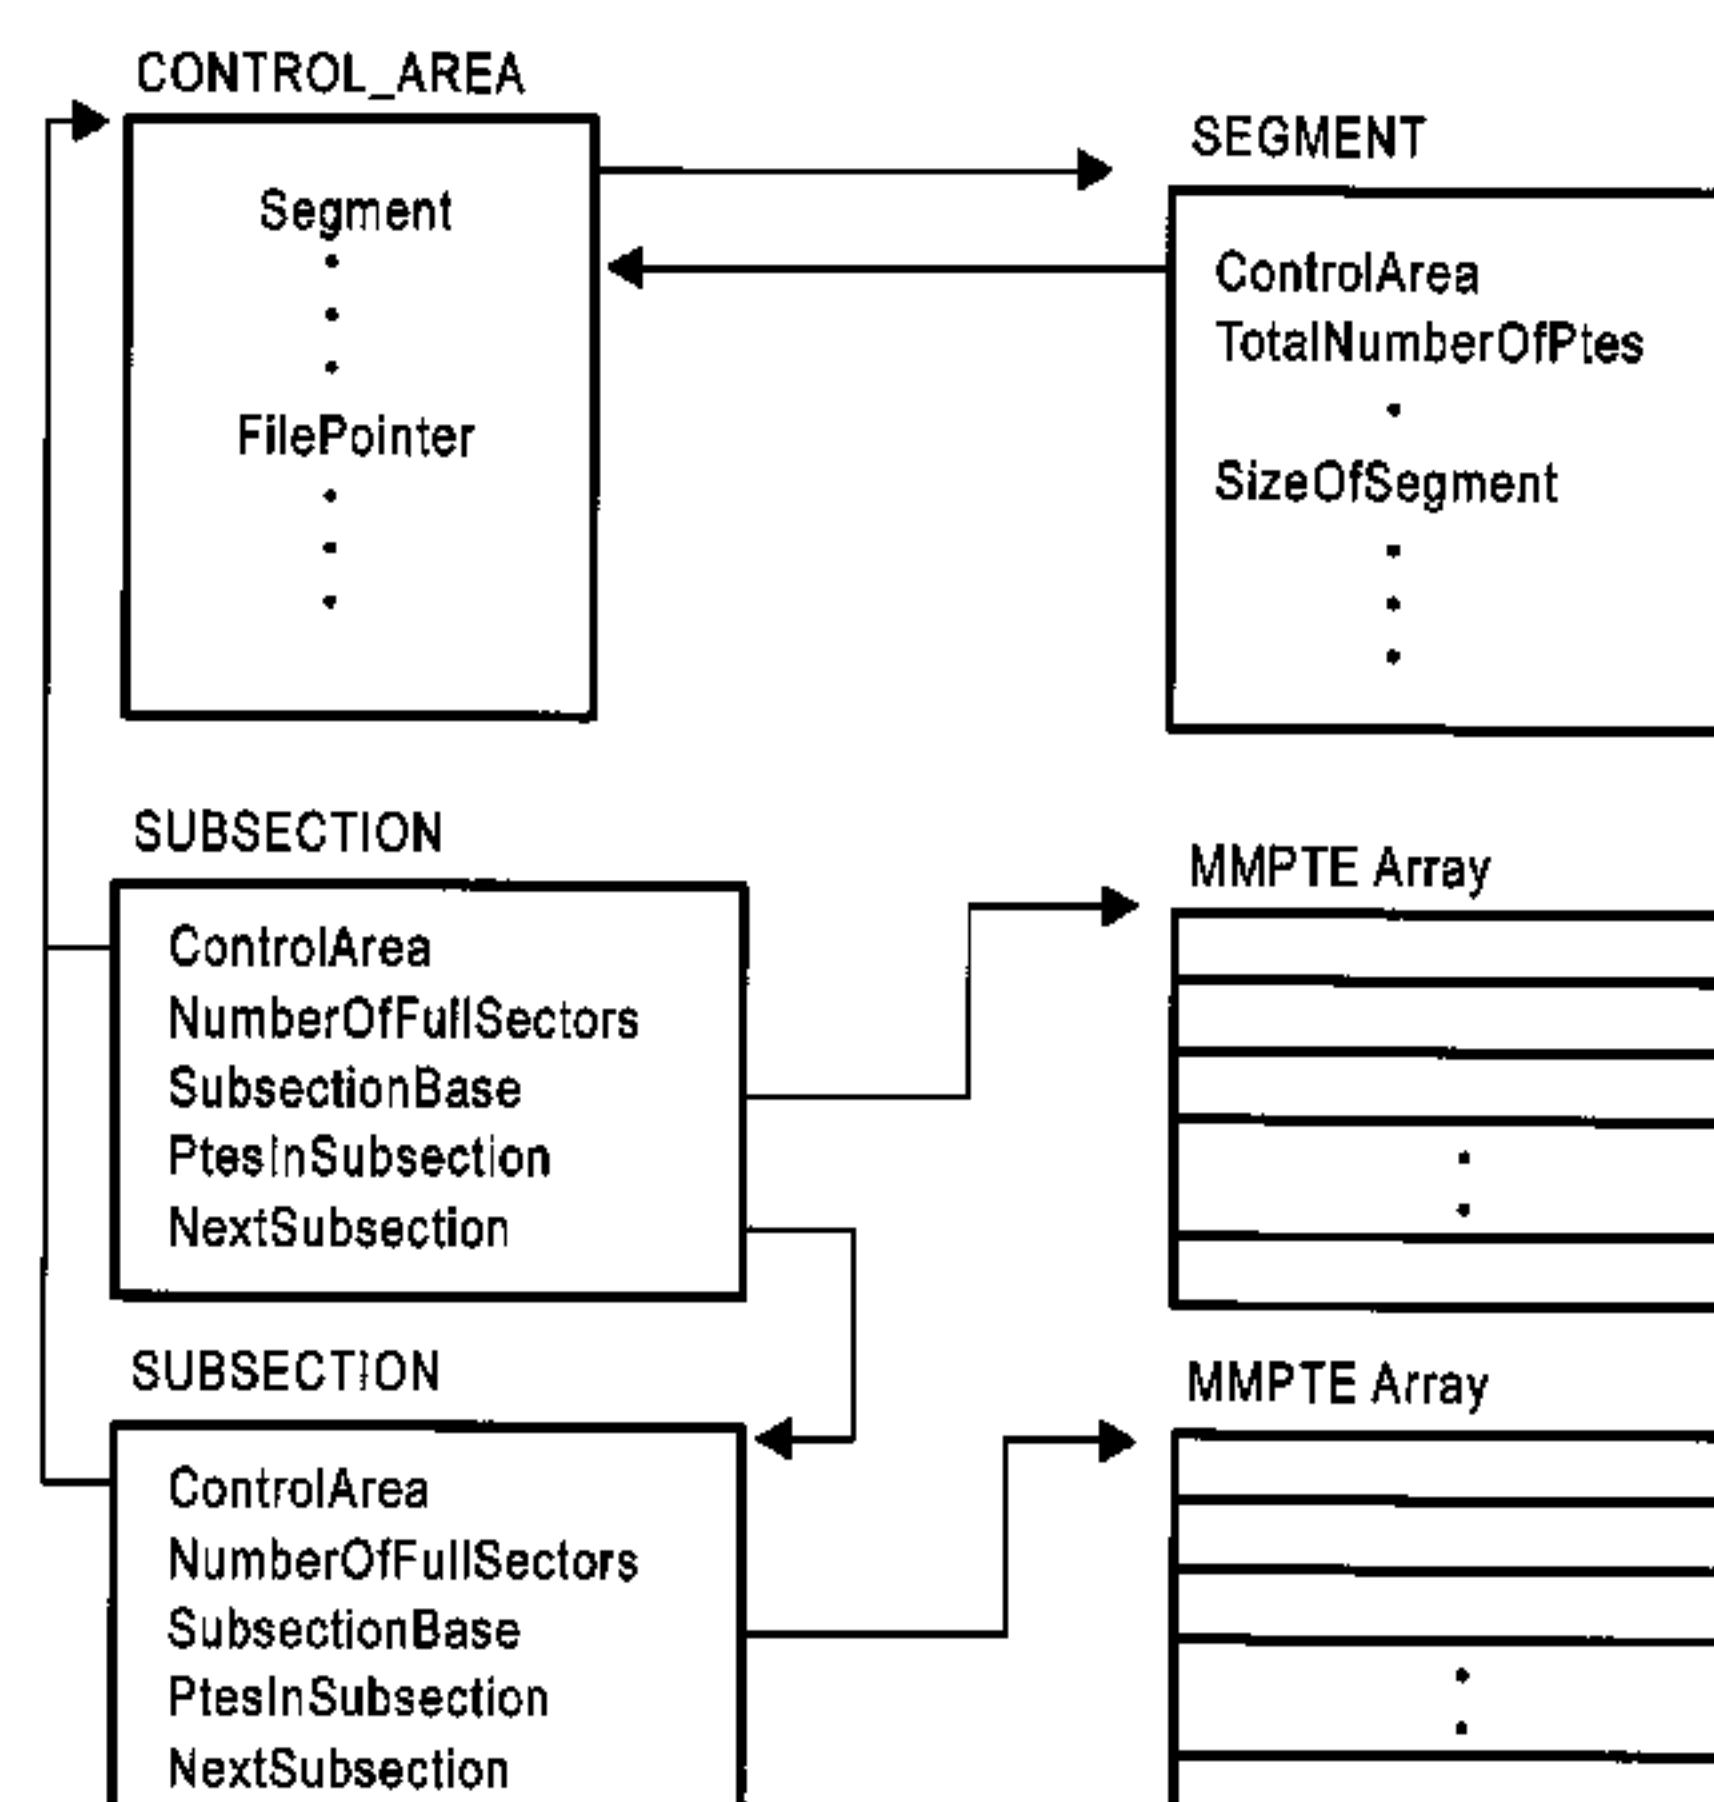 CONTROL_AREA
Segment
FilePointer
SEGMENT
ControlArea
TotalNumberOfPtes
SizeOfSegment
SUBSECTION
ControlArea
NumberOfFullSectors
SubsectionBase
PtesInSubsection
NextSubsection
MMPTE Array
SUBSECTION
ControlArea
NumberOfFullSectors
SubsectionBase
PtesInSubsection
NextSubsection
MMPTE Array